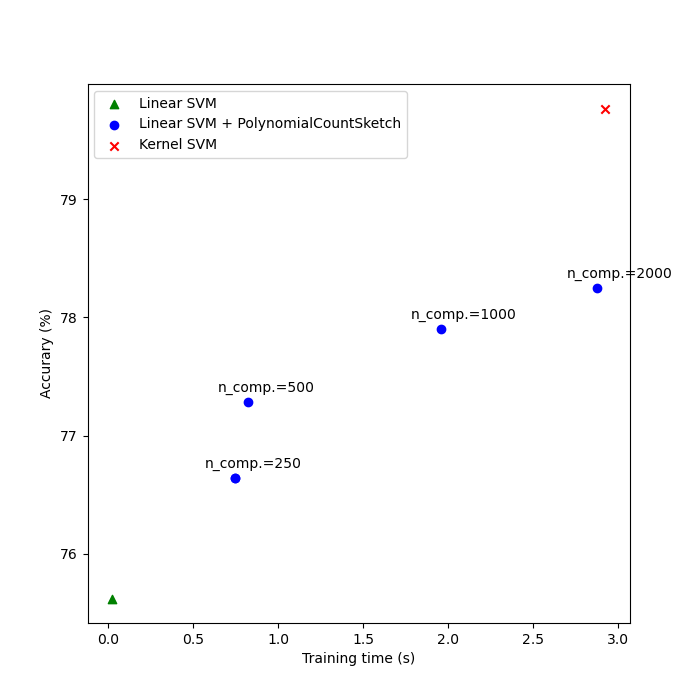 Linear SVM
Linear SVM + PolynomialCountSketch
Kernel SVM
79
n_comp.=2000
78
n_comp.=1000
n_comp.=500
77
n_comp.=250
76
Accurary (%)
0.0 0.5 1.0 1.5 2.0 2.5 3.0
Training time (s)